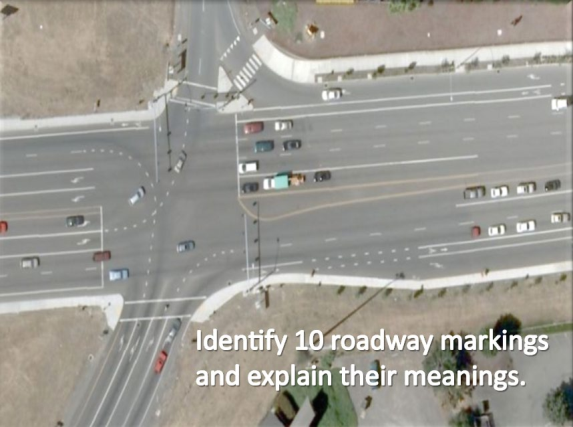 Identify 10 roadway markings
and explain their meanings.